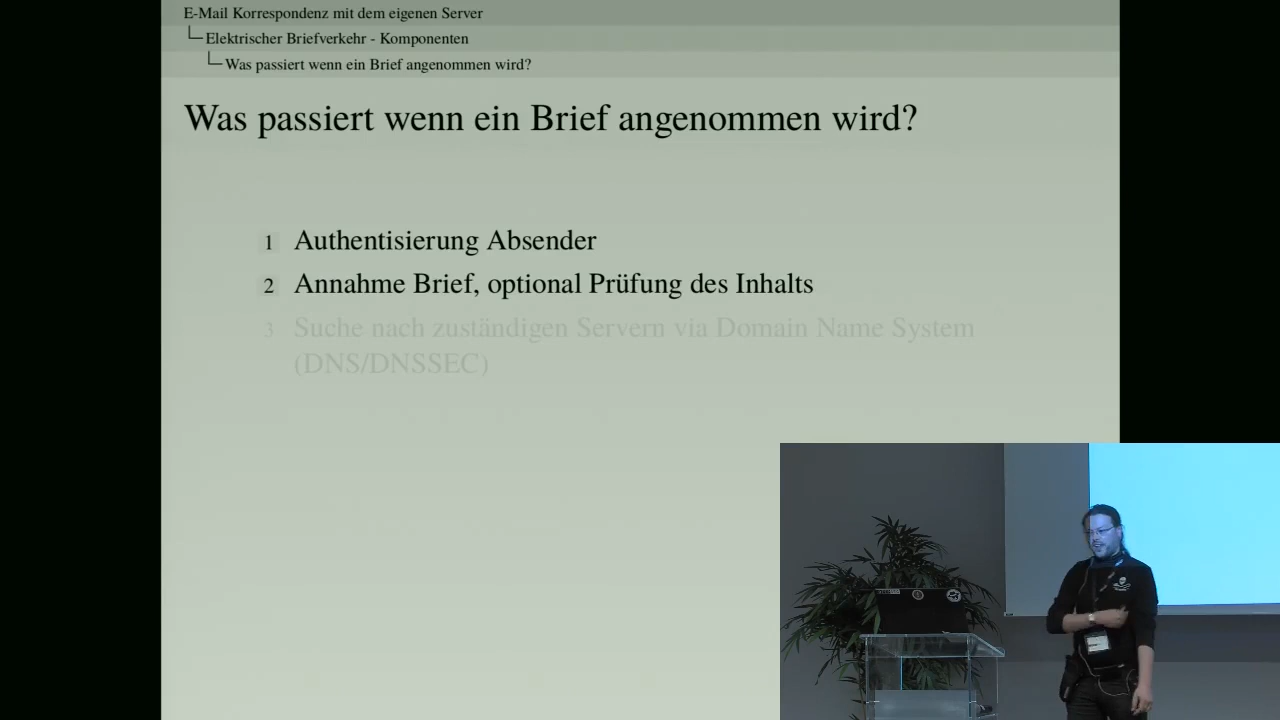 E-Mail Korrespondenz mit dem eigenen Server
Elektrischer Briefverkehr - Komponenten
Was passiert wenn ein Brief angenommen wird?
Was passiert wenn ein Brief angenommen wird?
1 Authentisierung Absender
2 Annahme Brief, optional Prüfung des Inhalts
3 Suche nach zuständigen Servern via Domain Name System
(DNS/DNSSEC)